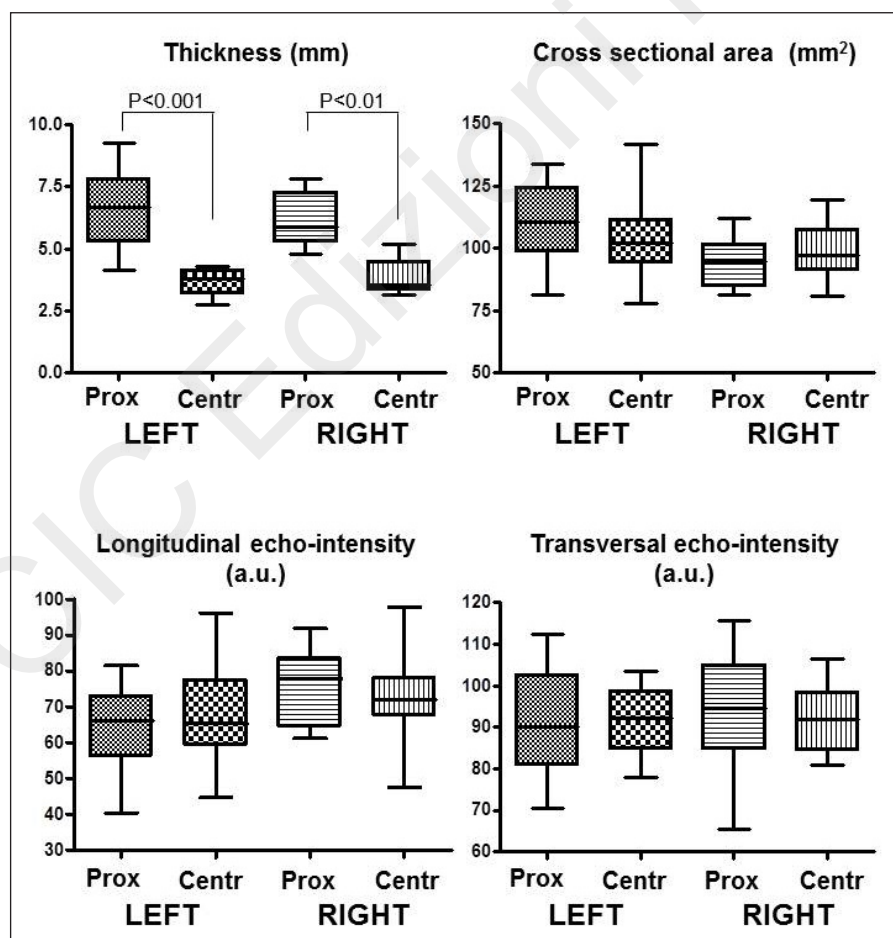 Thickness (mm)
P<0.001 P<0.01
10.0
7.5
5.0
2.5
0.0
Prox Centr Prox Centr
LEFT RIGHT
Cross sectional area (mm²)
150
125
100
75
50
Prox Centr Prox Centr
LEFT RIGHT
Longitudinal echo-intensity
(a.u.)
100
90
80
70
60
50
40
30
Prox Centr Prox Centr
LEFT RIGHT
Transversal echo-intensity
(a.u.)
120
110
100
90
80
70
60
Prox Centr Prox Centr
LEFT RIGHT
CIC Edizioni